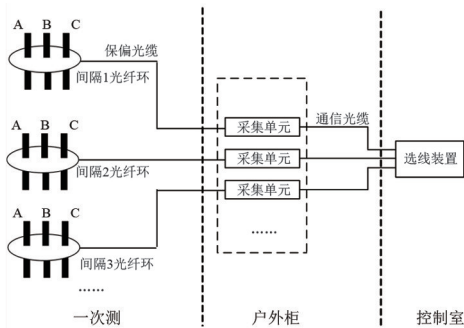 A B C
保偏光缆
间隔1光纤环
采集单元
通信光缆
A B C
采集单元
选线装置
间隔2光纤环
采集单元
A B C
间隔3光纤环
......
......
一次测
户外柜
控制室